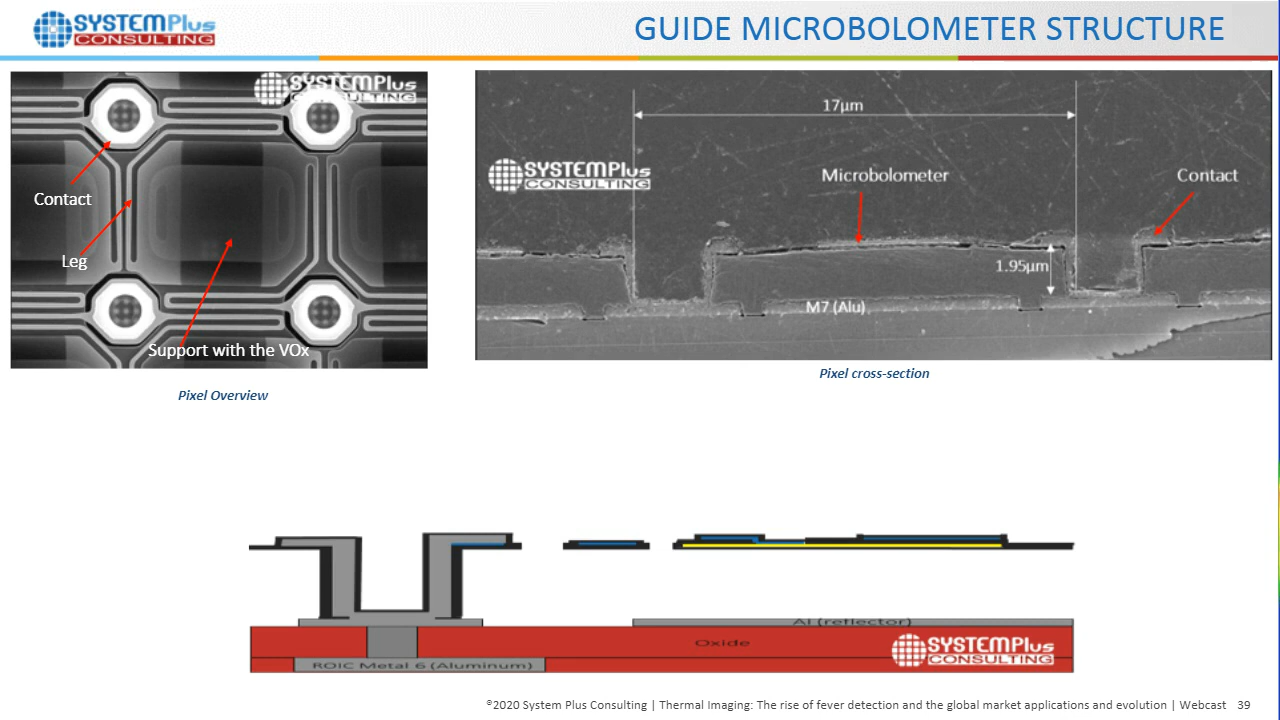 SYSTEMPlus
CONSULTING
GUIDE MICROBOLOMETER STRUCTURE
SYSTEMPlus
CONSULTING
Contact
Leg
Support with the VOx
Pixel Overview
17µm
SYSTEMPlus
CONSULTING
Microbolometer
Contact
1.95µm
M7 (Alu)
Pixel cross-section
Al (reflector)
Oxide
SYSTEMPlus
CONSULTING
ROIC Metal 6 (Aluminum)
©2020 System Plus Consulting | Thermal Imaging: The rise of fever detection and the global market applications and evolution | Webcast 39